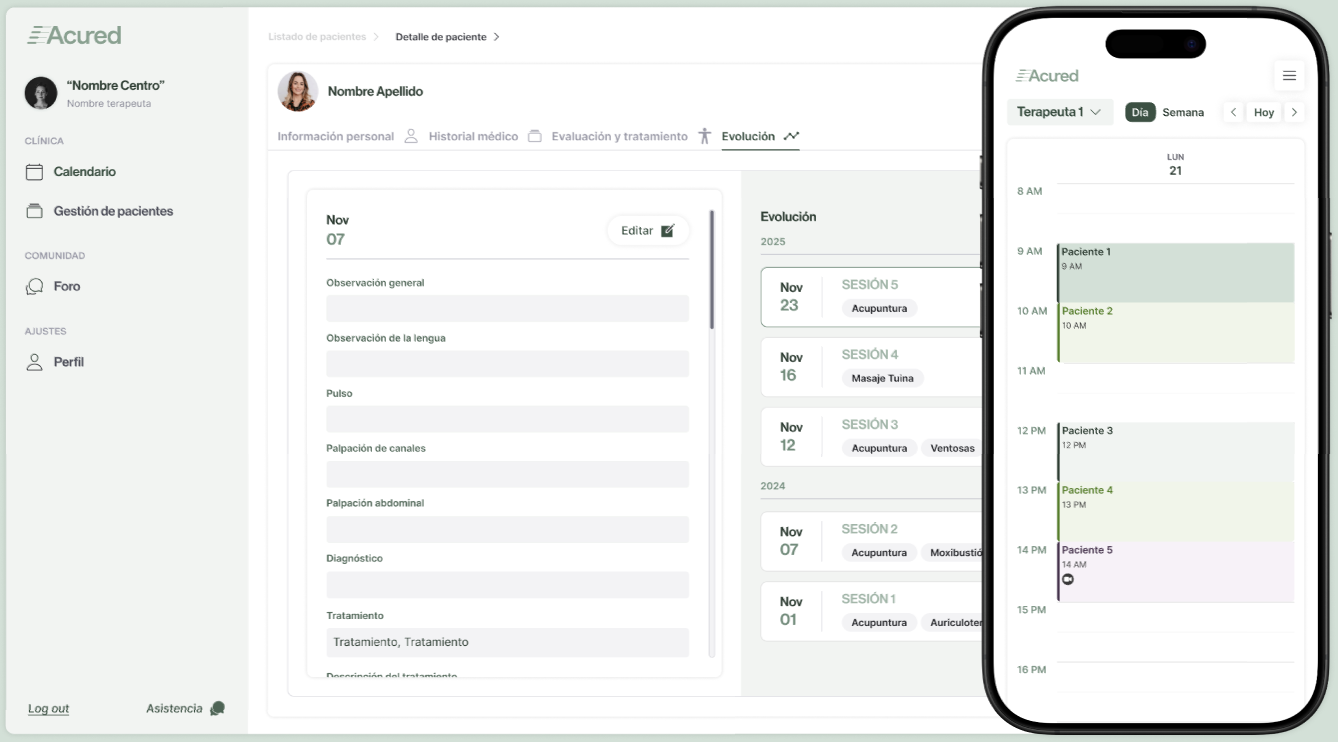 Acured
“Nombre Centro”
Nombre terapeuta
CLÍNICA
Calendario
Gestión de pacientes
COMUNIDAD
Foro
AJUSTES
Perfil
Log out
Asistencia
Listado de pacientes
Detalle de paciente
Nombre Apellido
Información personal
Historial médico
Evaluación y tratamiento
Evolución
Nov
07
Editar
Observación general
Observación de la lengua
Pulso
Palpación de canales
Palpación abdominal
Diagnóstico
Tratamiento
Tratamiento, Tratamiento
Descripción del tratamiento
Evolución
2025
Nov
23
SESIÓN 5
Acupuntura
Nov
16
SESIÓN 4
Masaje Tuina
Nov
12
SESIÓN 3
Acupuntura
Ventosas
2024
Nov
07
SESIÓN 2
Acupuntura
Moxibustió
Nov
01
SESIÓN 1
Acupuntura
Auriculoter
Acured
Terapeuta 1
Día
Semana
Hoy
LUN
21
8 AM
9 AM
Paciente 1
9 AM
10 AM
Paciente 2
10 AM
11 AM
12 PM
Paciente 3
12 PM
13 PM
Paciente 4
13 PM
14 PM
Paciente 5
14 AM
15 PM
16 PM